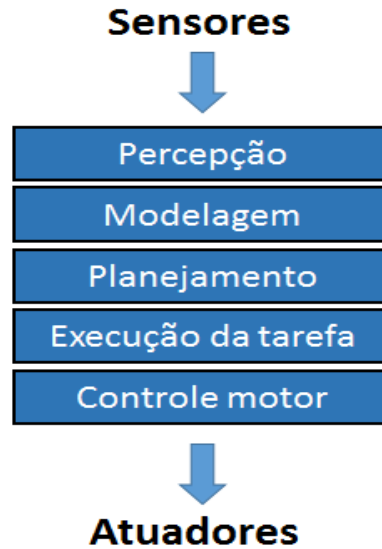 Sensores
Percepção
Modelagem
Planejamento
Execução da tarefa
Controle motor
Atuadores